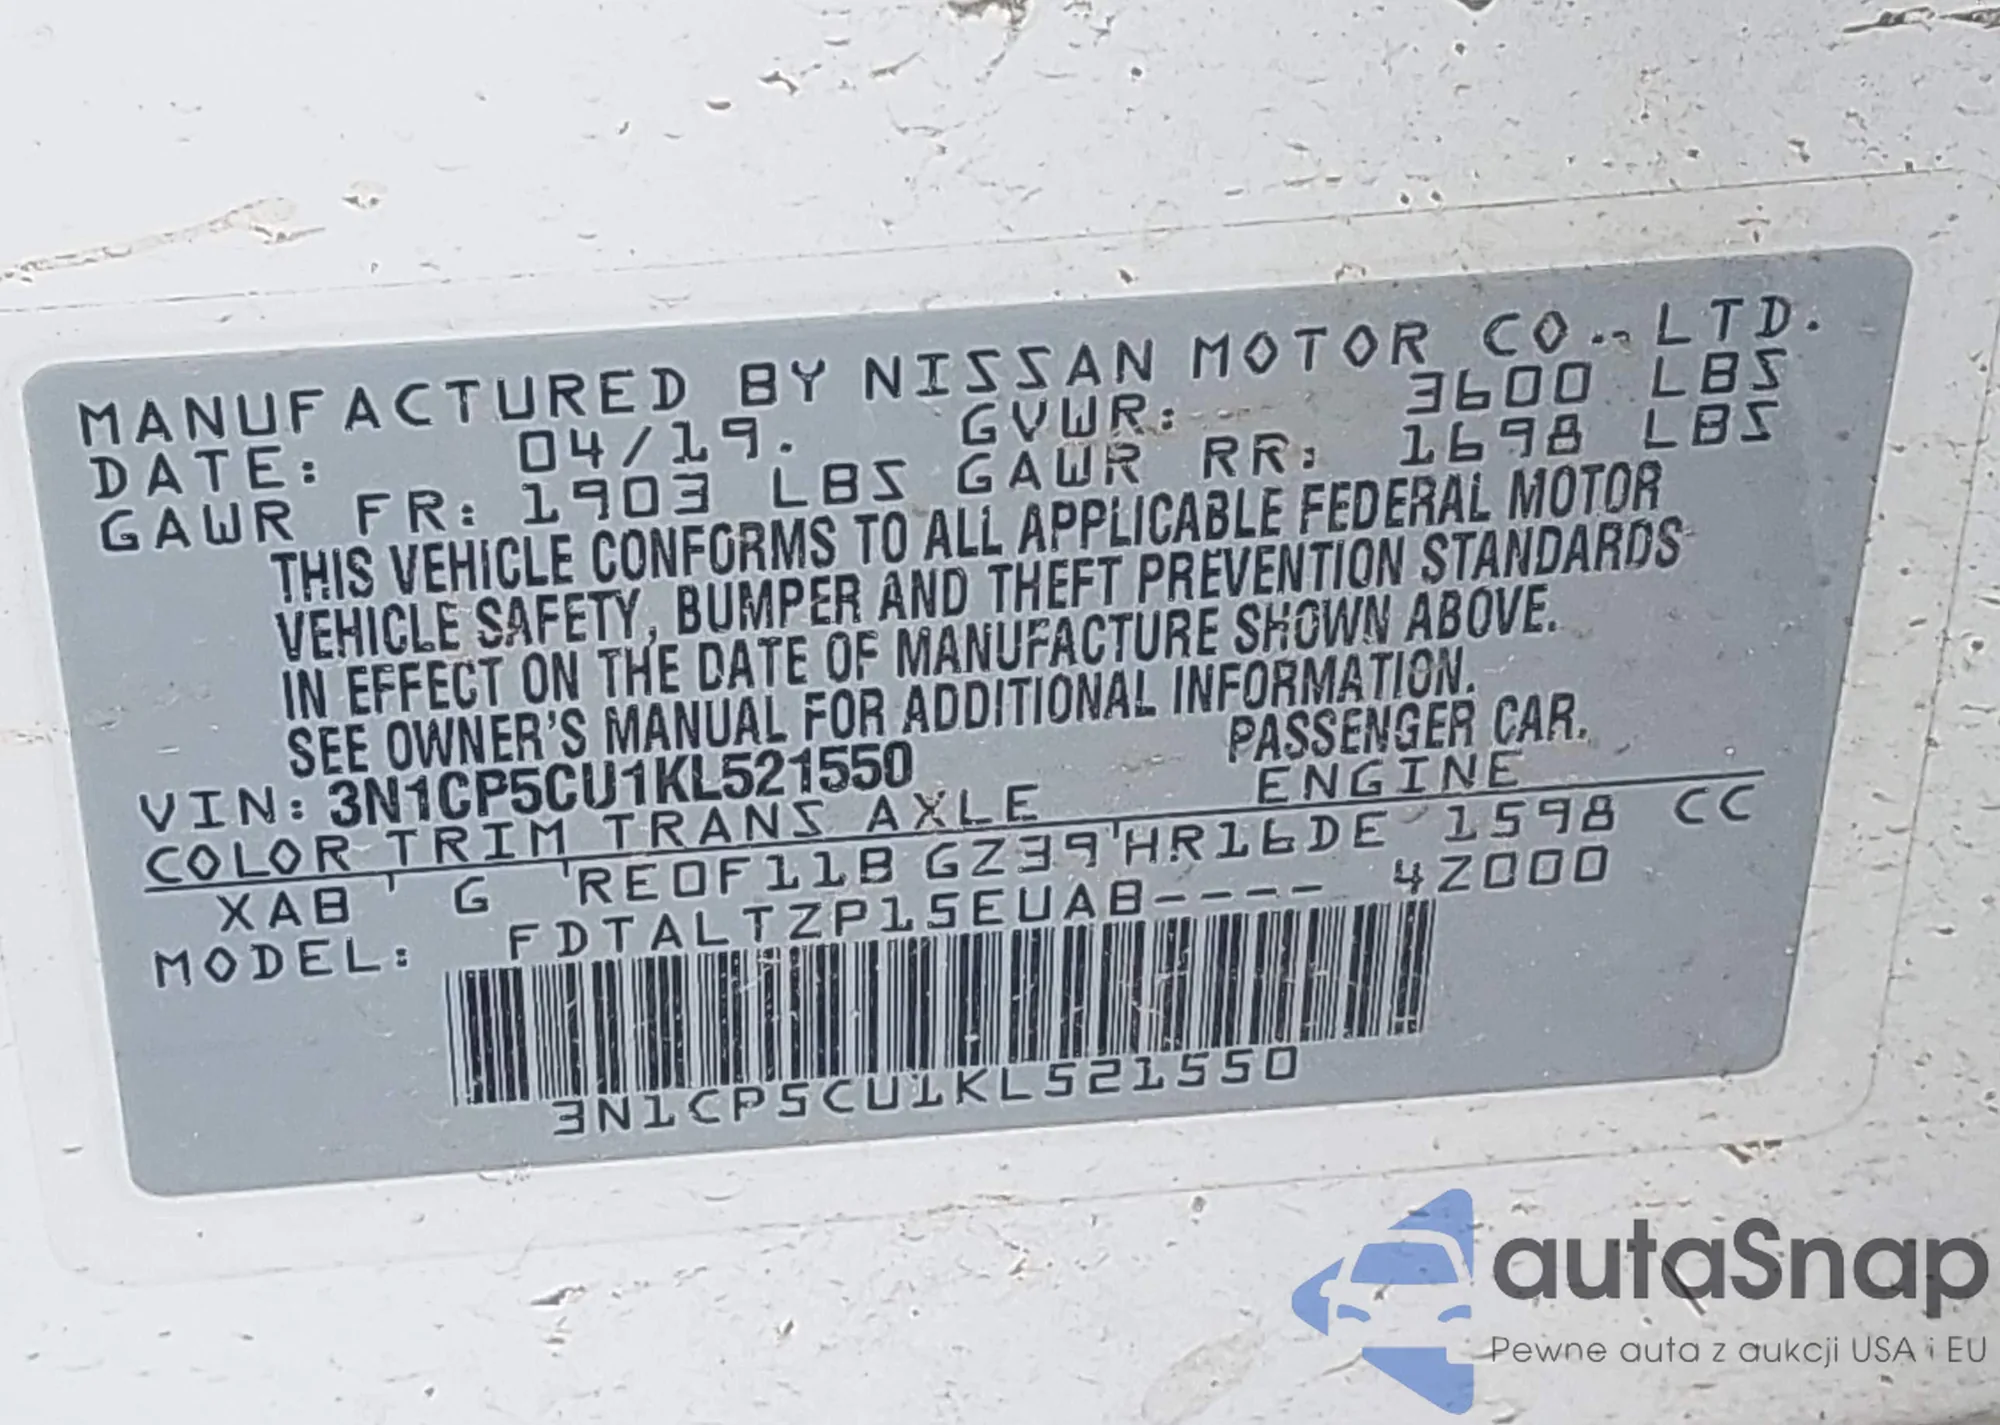 MANUFACTURED BY NISSAN MOTOR CO., LTD.
DATE: 04/19. GVWR: 3600 LBS
GAWR FR: 1903 LBS GAWR RR: 1698 LBS
THIS VEHICLE CONFORMS TO ALL APPLICABLE FEDERAL MOTOR
VEHICLE SAFETY, BUMPER AND THEFT PREVENTION STANDARDS
IN EFFECT ON THE DATE OF MANUFACTURE SHOWN ABOVE.
SEE OWNER'S MANUAL FOR ADDITIONAL INFORMATION.
VIN: 3N1CP5CU1KL521550 PASSENGER CAR.
COLOR TRIM TRANS AXLE ENGINE
XAB G RE0F11B GZ39 HR16DE 1598 CC
MODEL: FDTALTZP15EUAB---- 4Z000
3N1CP5CU1KL521550
autaSnap
Pewne auta z aukcji USA i EU